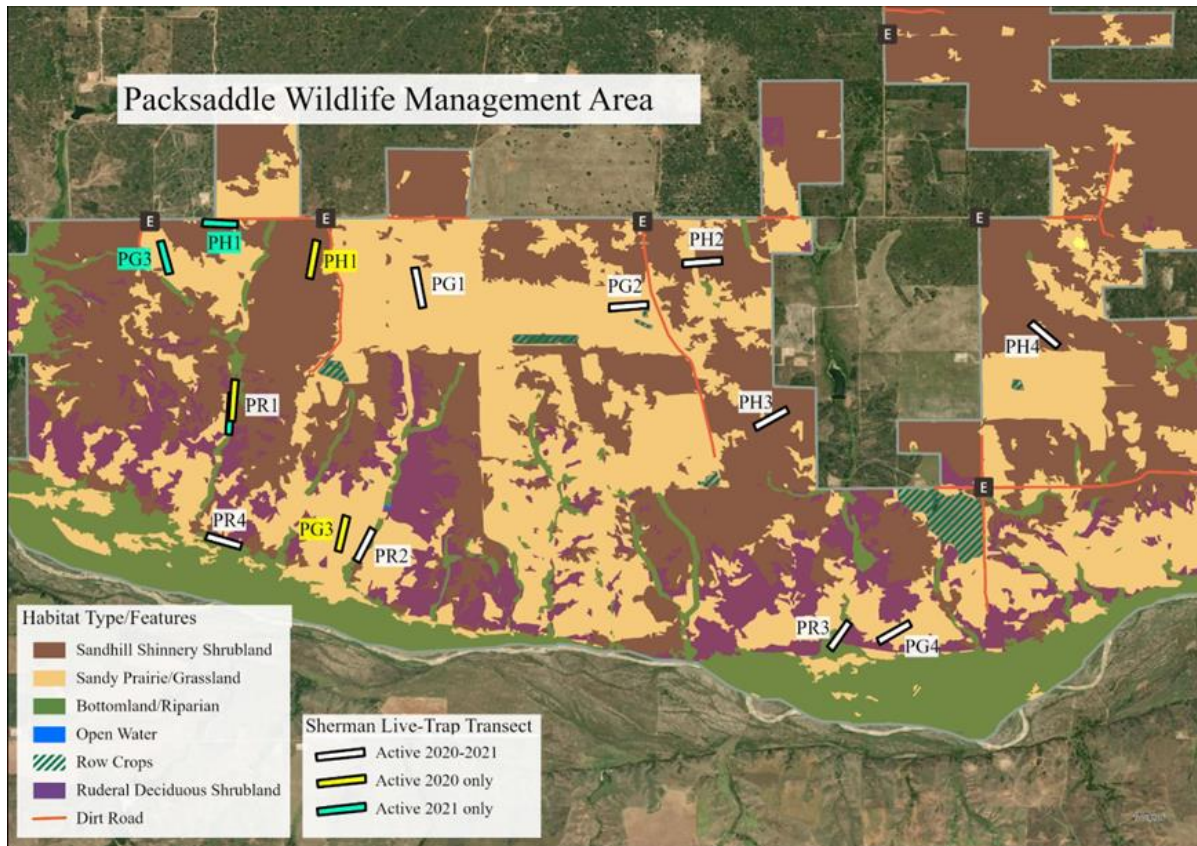 E
Packsaddle Wildlife Management Area
E
E
E
E
PH1
PG3
PH1
PH2
PG1
PG2
PH4
PR1
PH3
E
PR4
PG3
PR2
PR3
PG4
Habitat Type/Features
Sandhill Shinnery Shrubland
Sandy Prairie/Grassland
Bottomland/Riparian
Open Water
Row Crops
Ruderal Deciduous Shrubland
Dirt Road
Sherman Live-Trap Transect
Active 2020-2021
Active 2020 only
Active 2021 only